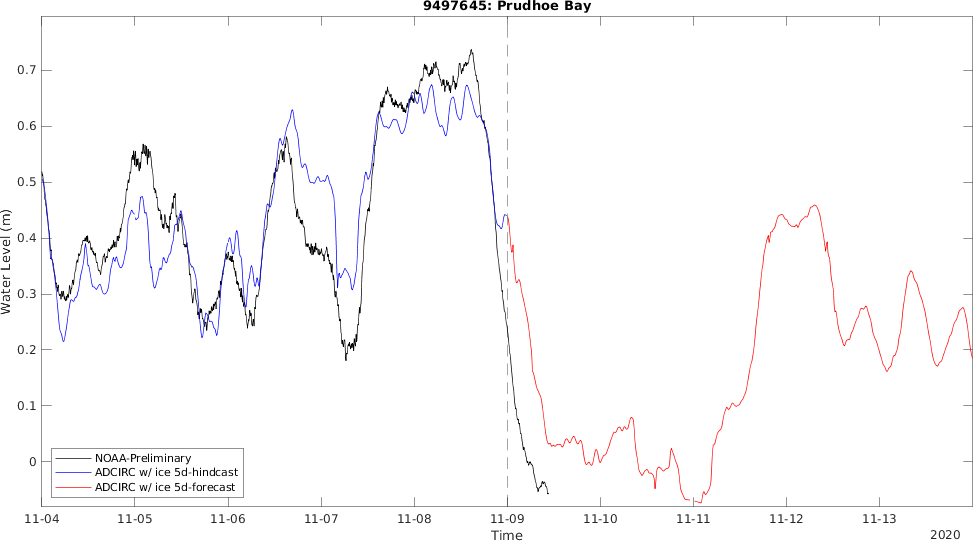 9497645: Prudhoe Bay
Water Level (m)
0.7
0.6
0.5
0.4
0.3
0.2
0.1
0
NOAA-Preliminary
ADCIRC w/ ice 5d-hindcast
ADCIRC w/ ice 5d-forecast
11-04 11-05 11-06 11-07 11-08 11-09 11-10 11-11 11-12 11-13
Time
2020